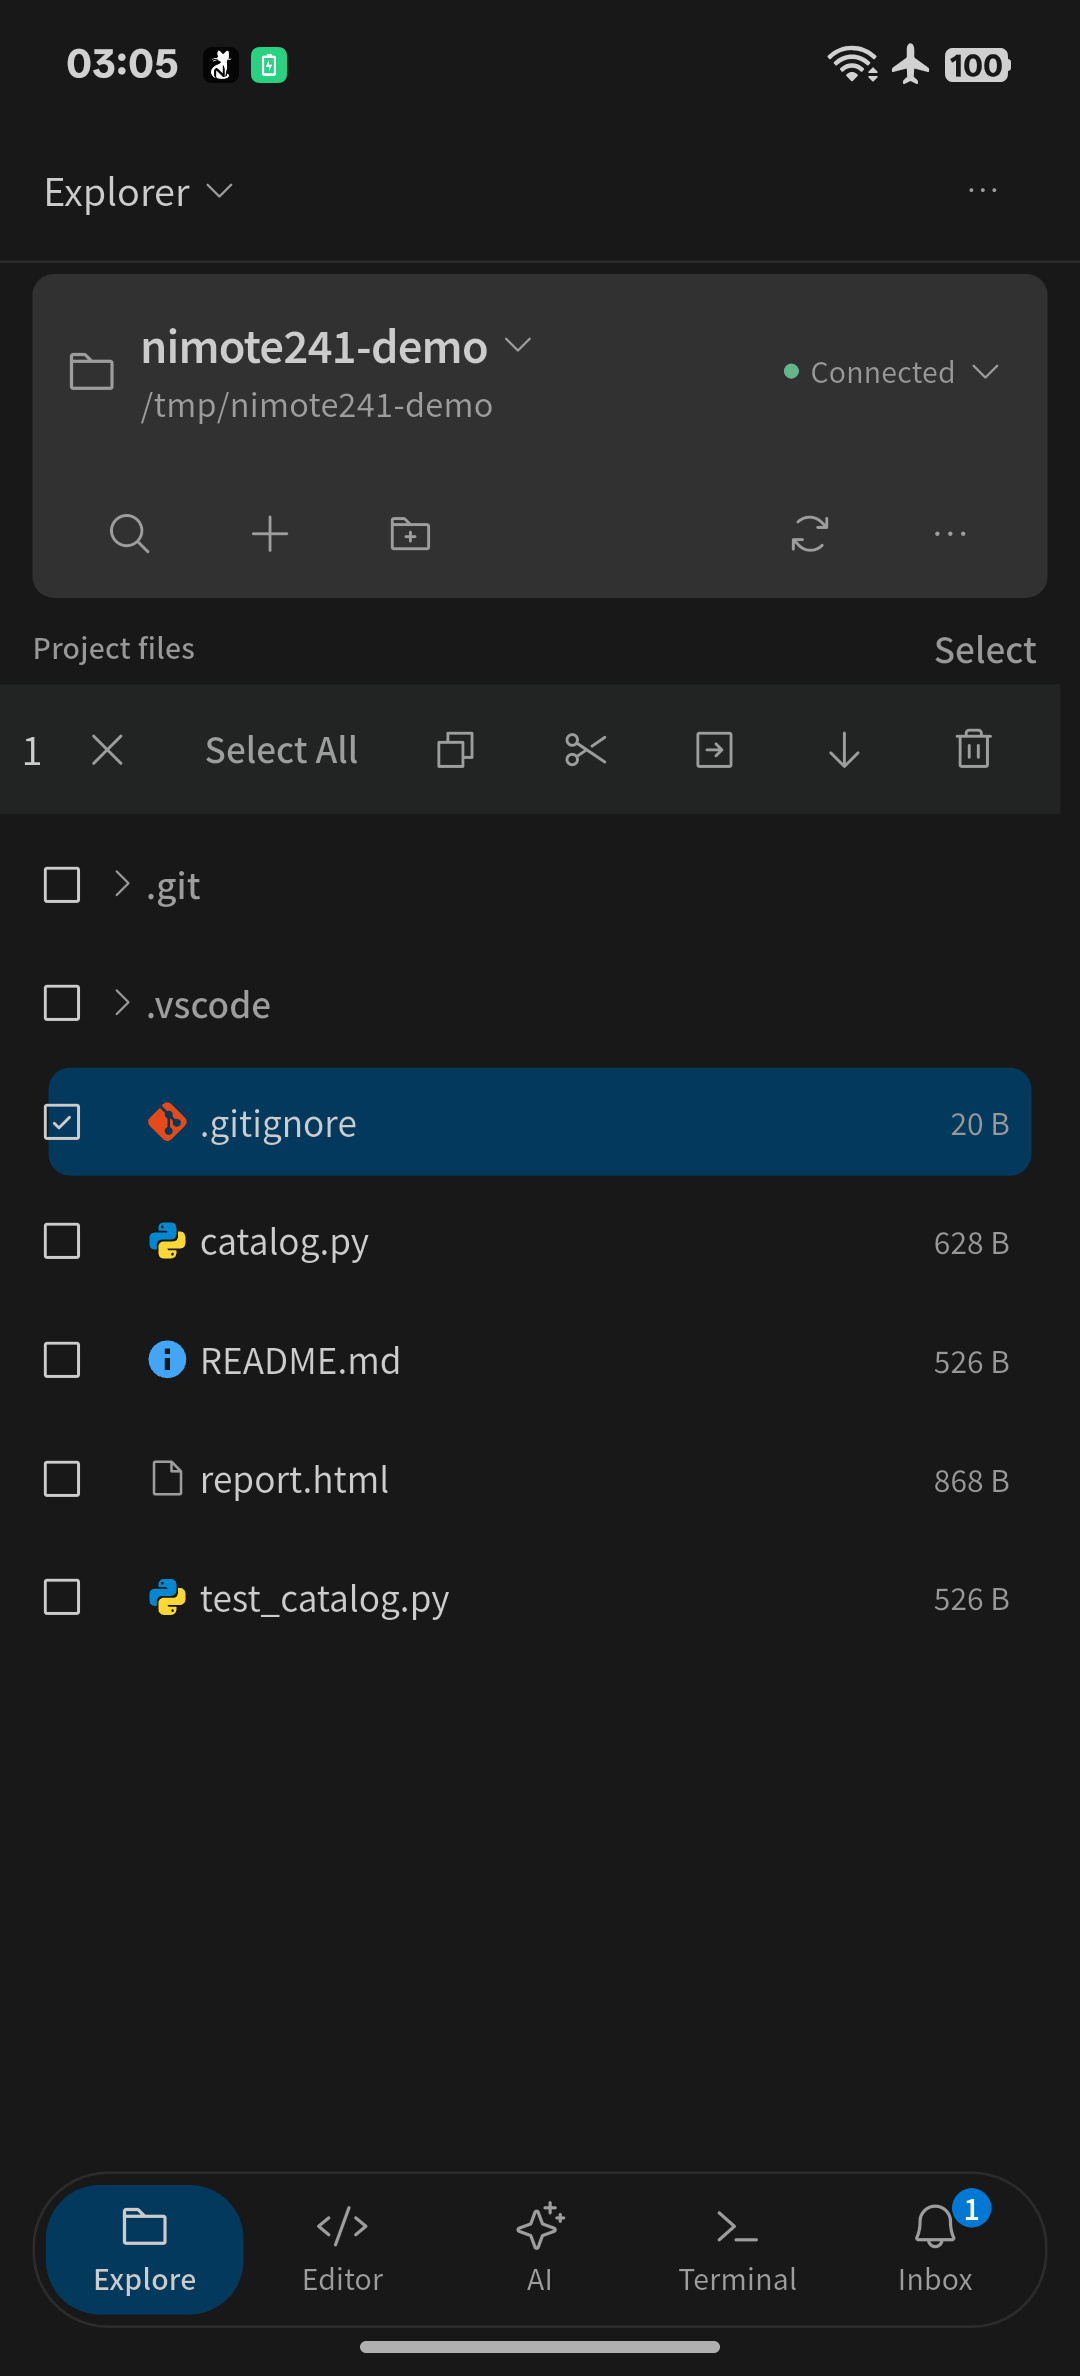 03:05
100
Explorer
nimote241-demo
/tmp/nimote241-demo
Connected
Project files
Select
1
Select All
.git
.vscode
.gitignore
20 B
catalog.py
628 B
README.md
526 B
report.html
868 B
test_catalog.py
526 B
1
Explore
Editor
AI
Terminal
Inbox